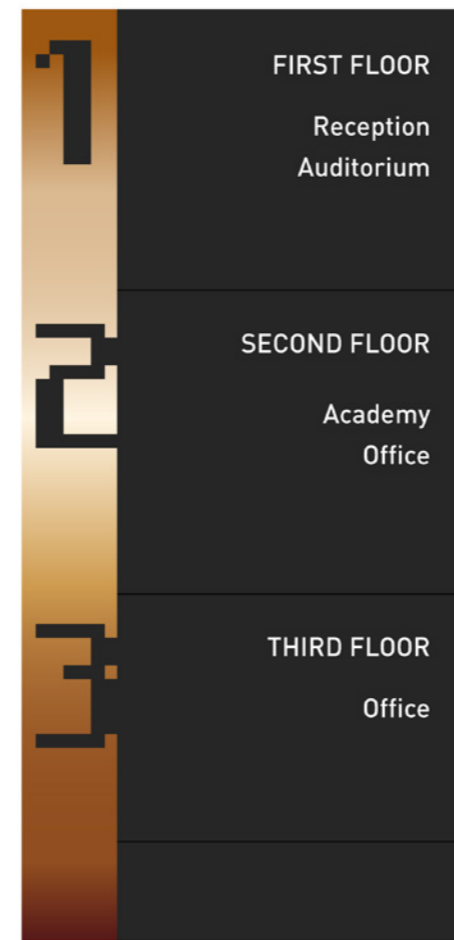 1
FIRST FLOOR
Reception
Auditorium
2
SECOND FLOOR
Academy
Office
3
THIRD FLOOR
Office